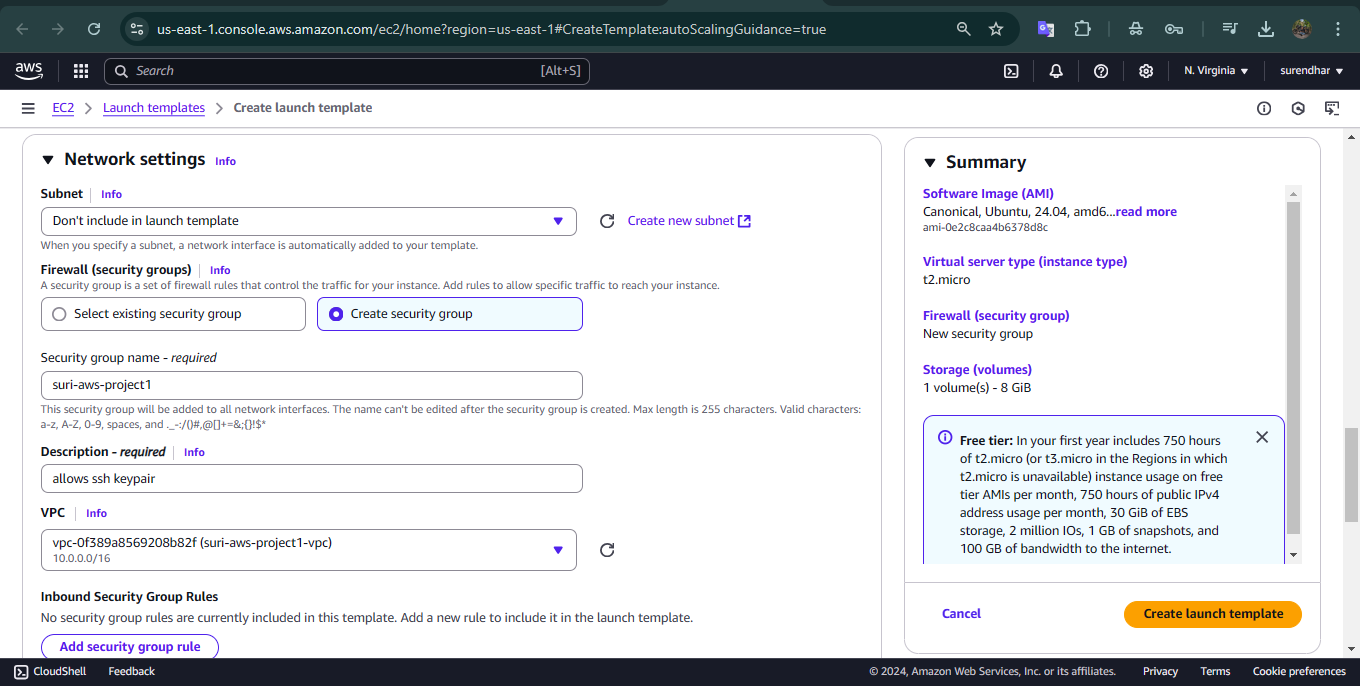 us-east-1.console.aws.amazon.com/ec2/home?region=us-east-1#CreateTemplate:autoScalingGuidance=true
aws
Search
[Alt+S]
N. Virginia
surendhar
EC2
Launch templates
Create launch template
Network settings Info
Subnet Info
Don't include in launch template
Create new subnet
When you specify a subnet, a network interface is automatically added to your template.
Firewall (security groups) Info
A security group is a set of firewall rules that control the traffic for your instance. Add rules to allow specific traffic to reach your instance.
Select existing security group
Create security group
Security group name - required
suri-aws-project1
This security group will be added to all network interfaces. The name can't be edited after the security group is created. Max length is 255 characters. Valid characters:
a-z, A-Z, 0-9, spaces, and ._-:/()#,@[]+=&;{}!$*
Description - required Info
allows ssh keypair
VPC Info
vpc-0f389a8569208b82f (suri-aws-project1-vpc)
10.0.0.0/16
Inbound Security Group Rules
No security group rules are currently included in this template. Add a new rule to include it in the launch template.
Add security group rule
Summary
Software Image (AMI)
Canonical, Ubuntu, 24.04, amd6...read more
ami-0e2c8caa4b6378d8c
Virtual server type (instance type)
t2.micro
Firewall (security group)
New security group
Storage (volumes)
1 volume(s) - 8 GiB
Free tier: In your first year includes 750 hours
of t2.micro (or t3.micro in the Regions in which
t2.micro is unavailable) instance usage on free
tier AMIs per month, 750 hours of public IPv4
address usage per month, 30 GiB of EBS
storage, 2 million IOs, 1 GB of snapshots, and
100 GB of bandwidth to the internet.
Cancel
Create launch template
CloudShell
Feedback
© 2024, Amazon Web Services, Inc. or its affiliates.
Privacy
Terms
Cookie preferences